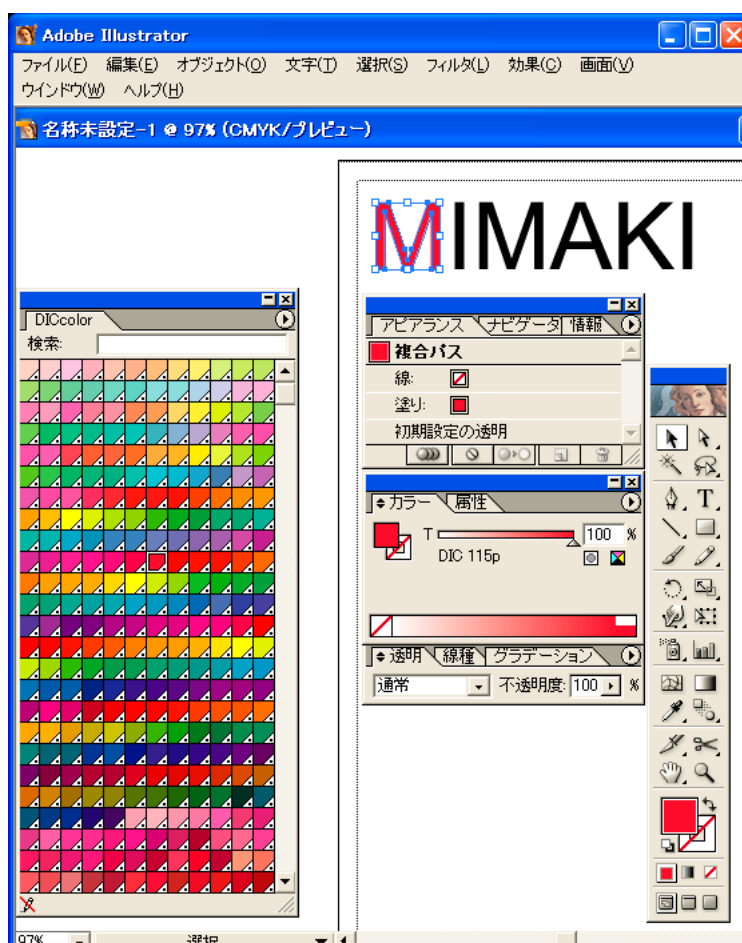 Adobe Illustrator
ファイル(F) 編集(E) オブジェクト(O) 文字(T) 選択(S) フィルタ(L) 効果(C) 画面(V)
ウインドウ(W) ヘルプ(H)
名称未設定-1 @ 97% (CMYK/プレビュー)
MIMAKI
DICcolor
検索:
アピアランス ナビゲータ 情報
複合パス
線:
塗り:
初期設定の透明
カラー 属性
T 100 %
DIC 115p
透明 線種 グラデーション
通常 不透明度: 100 %
T
97% 選択